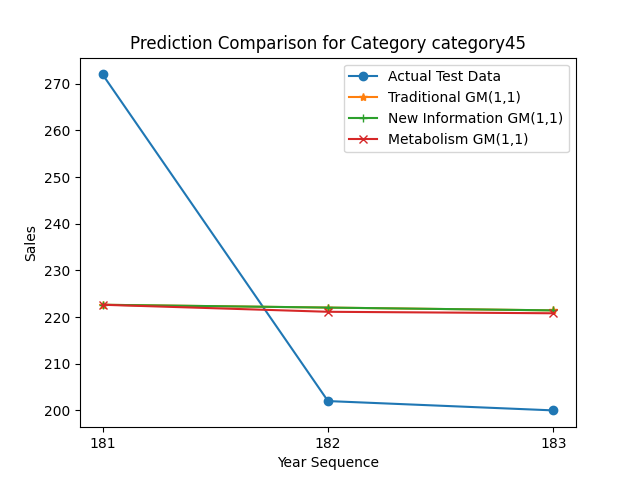 Prediction Comparison for Category category45
Actual Test Data
Traditional GM(1,1)
New Information GM(1,1)
Metabolism GM(1,1)
270
260
250
240
230
220
210
200
Sales
181
182
183
Year Sequence